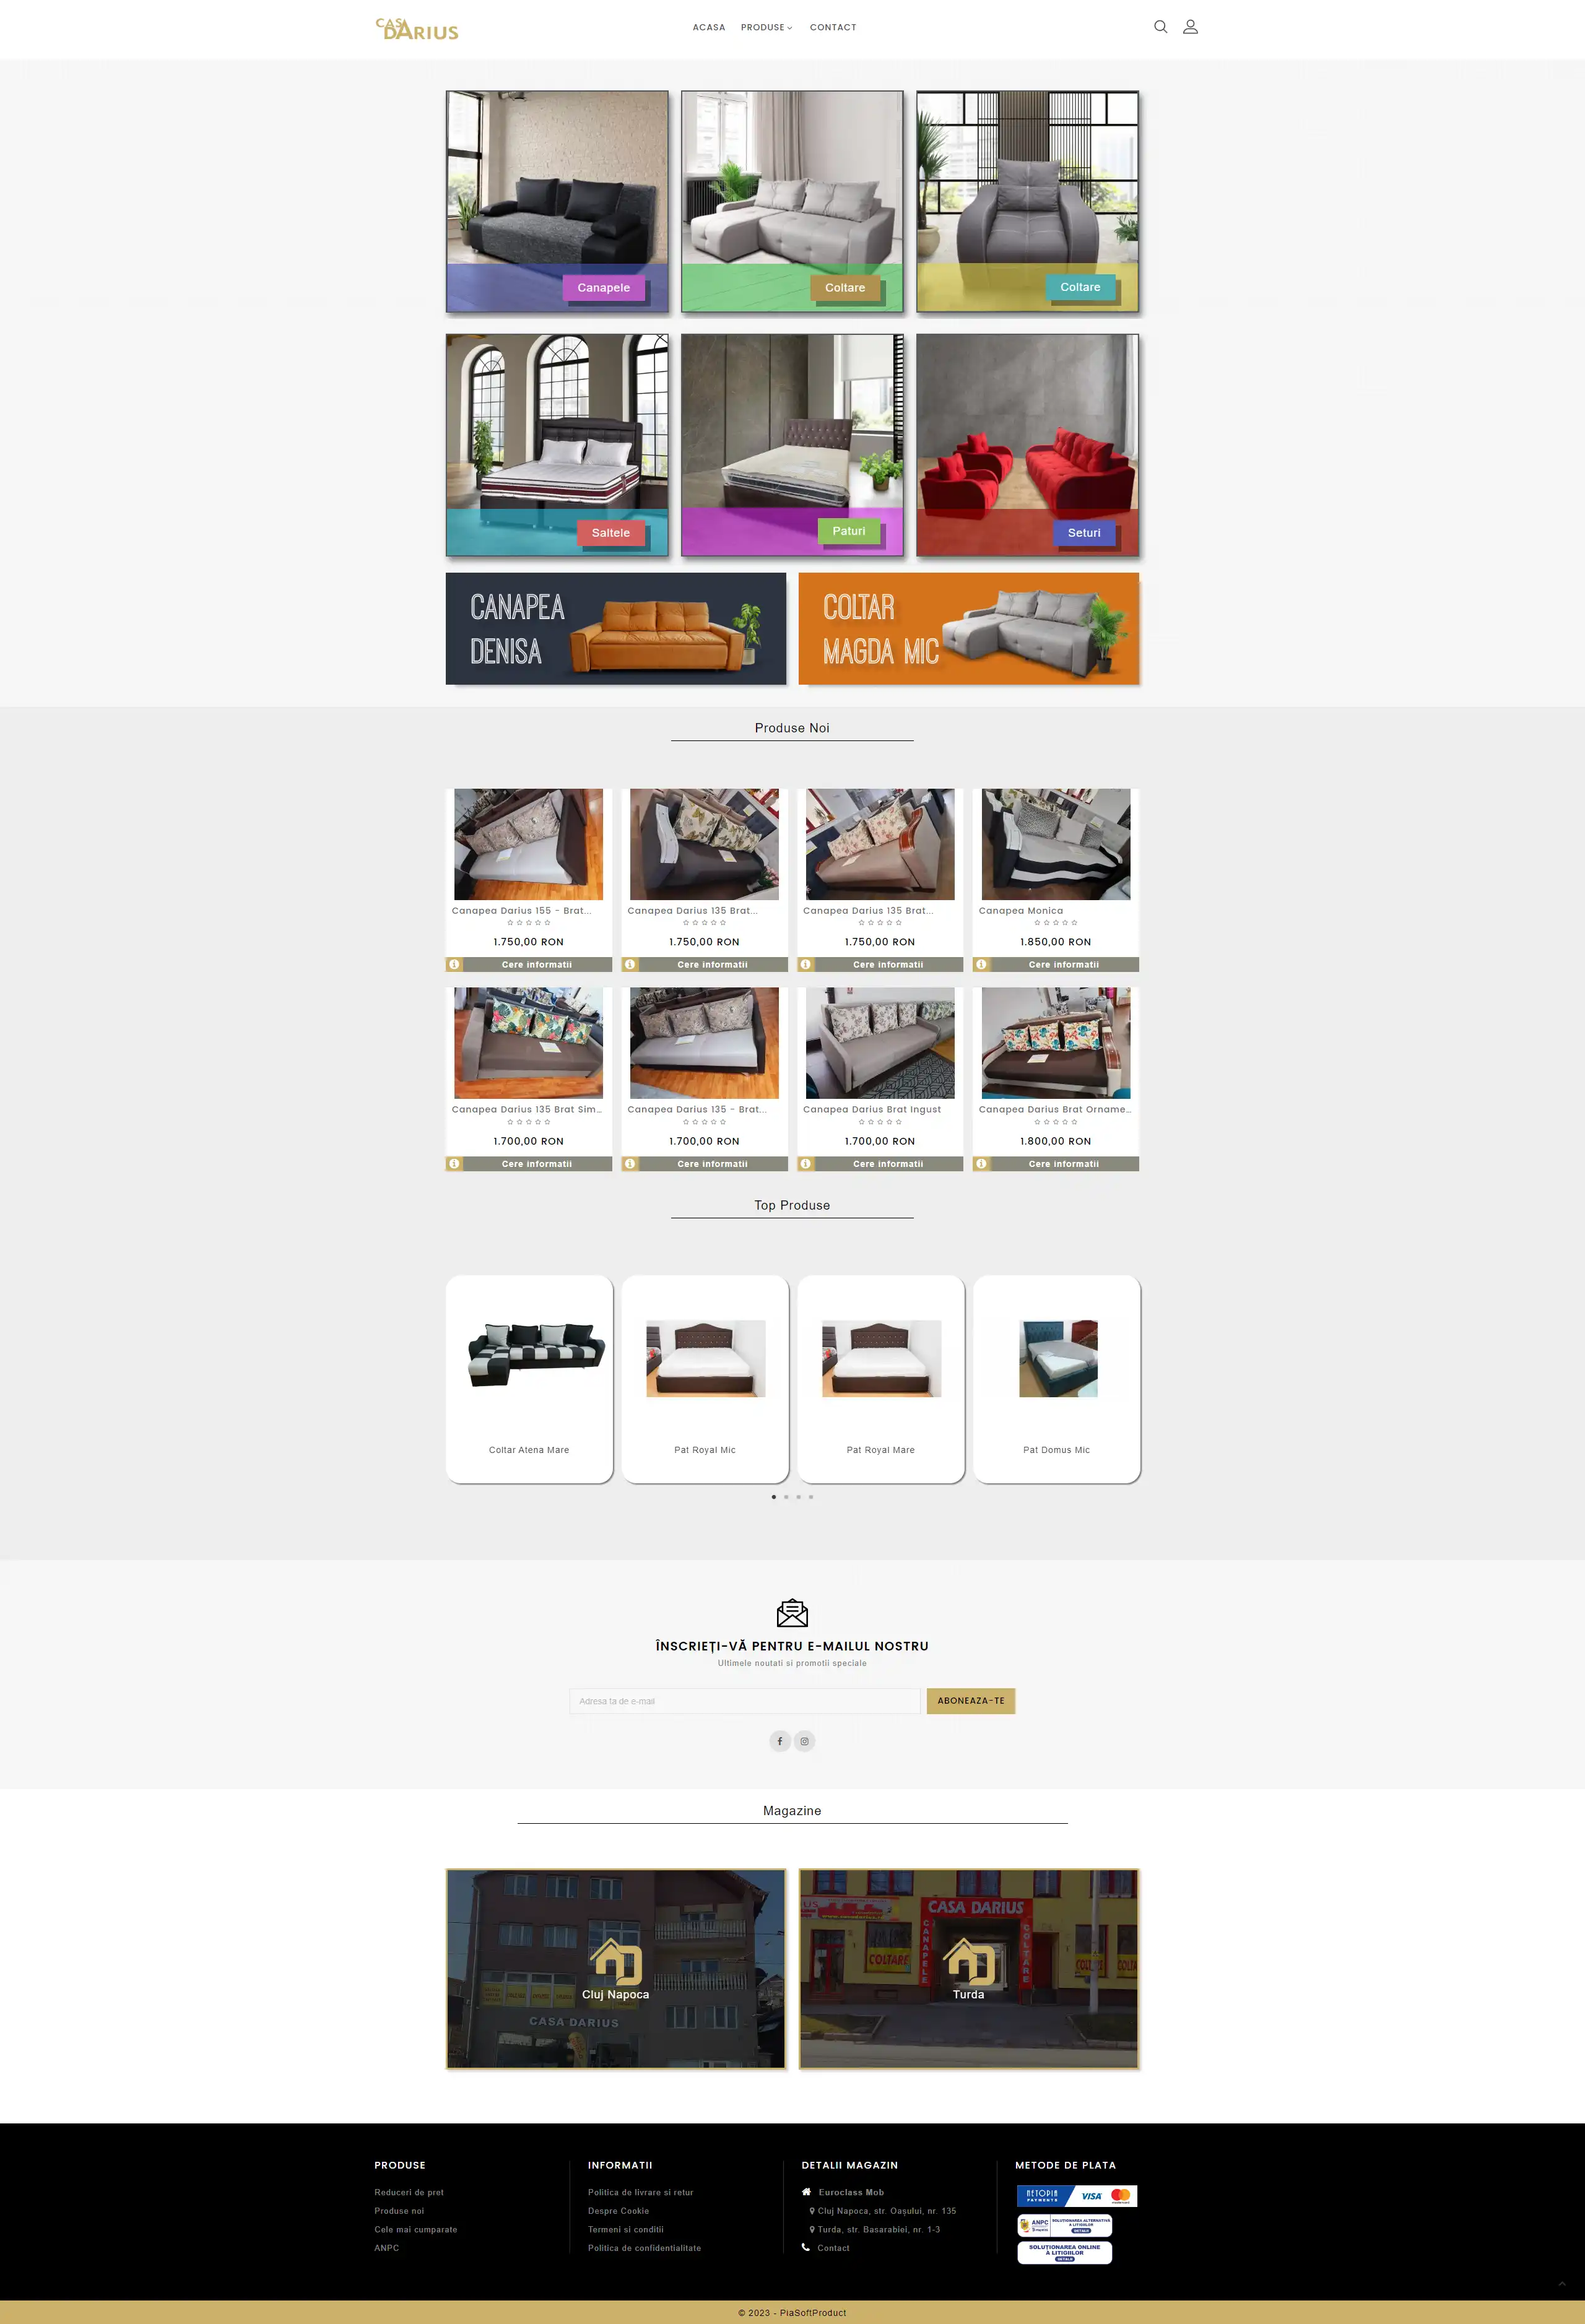 CASA
DARIUS
ACASA PRODUSE CONTACT
Canapele
Coltare
Coltare
Saltele
Paturi
Seturi
CANAPEA
DENISA
COLTAR
MAGDA MIC
Produse Noi
Canapea Darius 155 - Brat...
1.750,00 RON
Cere informatii
Canapea Darius 135 Brat...
1.750,00 RON
Cere informatii
Canapea Darius 135 Brat...
1.750,00 RON
Cere informatii
Canapea Monica
1.850,00 RON
Cere informatii
Canapea Darius 135 Brat Sim...
1.700,00 RON
Cere informatii
Canapea Darius 135 - Brat...
1.700,00 RON
Cere informatii
Canapea Darius Brat Ingust
1.700,00 RON
Cere informatii
Canapea Darius Brat Orname...
1.800,00 RON
Cere informatii
Top Produse
Coltar Atena Mare
Pat Royal Mic
Pat Royal Mare
Pat Domus Mic
ÎNSCRIEȚI-VĂ PENTRU E-MAILUL NOSTRU
Ultimele noutati si promotii speciale
Adresa ta de e-mail
ABONEAZA-TE
Magazine
Cluj Napoca
CASA DARIUS
CASA DARIUS
CANAPELE
COLTARE
COLTARE
Turda
PRODUSE
Reduceri de pret
Produse noi
Cele mai cumparate
ANPC
INFORMATII
Politica de livrare si retur
Despre Cookie
Termeni si conditii
Politica de confidentialitate
DETALII MAGAZIN
Euroclass Mob
Cluj Napoca, str. Oașului, nr. 135
Turda, str. Basarabiei, nr. 1-3
Contact
METODE DE PLATA
NETOPIA
PAYMENTS
VISA
ANPC
SOLUȚIONAREA ALTERNATIVA
A LITIGIILOR
DETALII
SOLUȚIONAREA ONLINE
A LITIGIILOR
DETALII
© 2023 - PiaSoftProduct